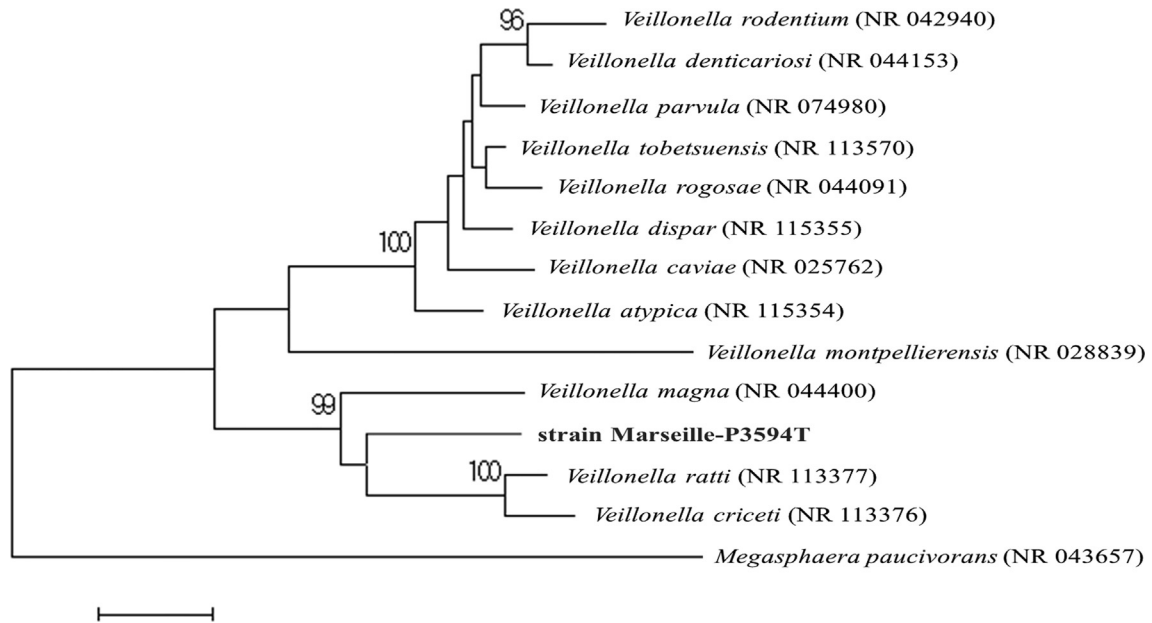 96
Veillonella rodentium (NR 042940)
Veillonella denticariosi (NR 044153)
Veillonella parvula (NR 074980)
Veillonella tobetsuensis (NR 113570)
Veillonella rogosae (NR 044091)
Veillonella dispar (NR 115355)
100
Veillonella caviae (NR 025762)
Veillonella atypica (NR 115354)
Veillonella montpellierensis (NR 028839)
Veillonella magna (NR 044400)
99
strain Marseille-P3594T
100
Veillonella ratti (NR 113377)
Veillonella criceti (NR 113376)
Megasphaera paucivorans (NR 043657)